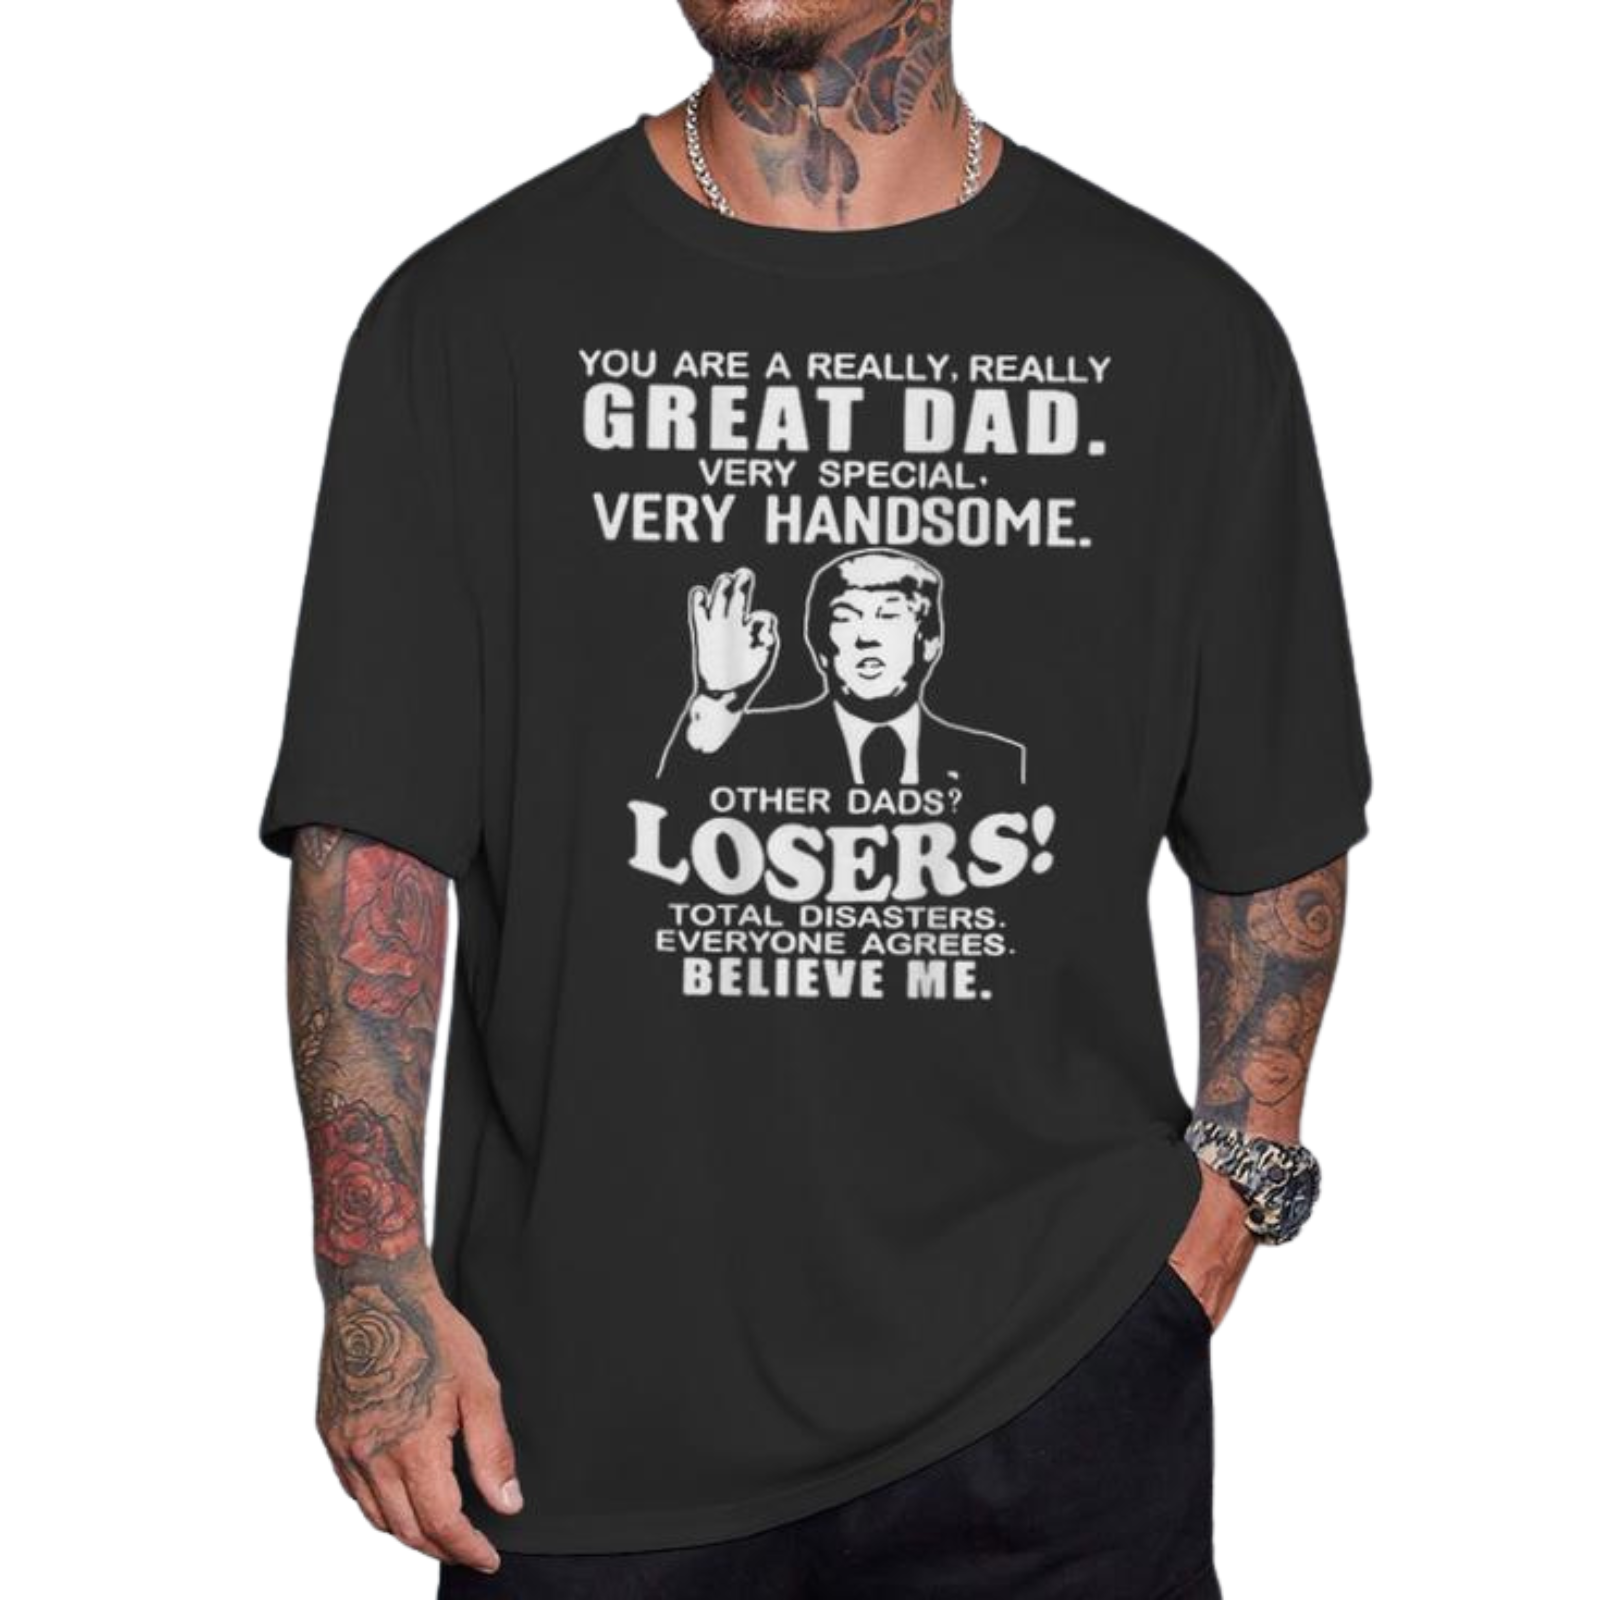 YOU ARE A REALLY, REALLY
GREAT DAD.
VERY SPECIAL.
VERY HANDSOME.
OTHER DADS?
LOSERS!
TOTAL DISASTERS.
EVERYONE AGREES.
BELIEVE ME.